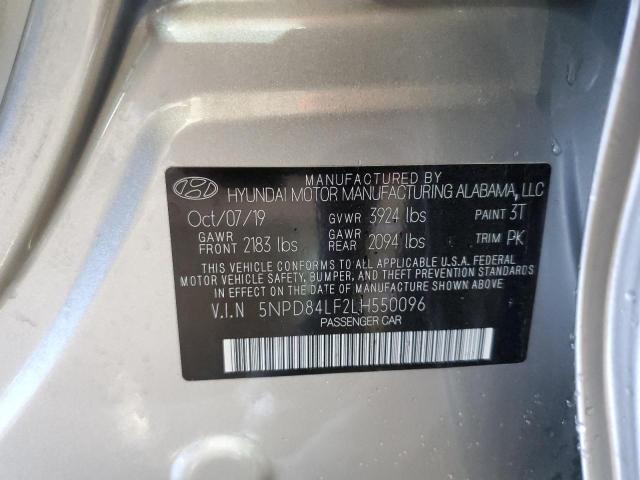 MANUFACTURED BY
HYUNDAI MOTOR MANUFACTURING ALABAMA, LLC
Oct/07/19 GVWR 3924 lbs PAINT 3T
GAWR FRONT 2183 lbs GAWR REAR 2094 lbs TRIM PK
THIS VEHICLE CONFORMS TO ALL APPLICABLE U.S.A. FEDERAL
MOTOR VEHICLE SAFETY, BUMPER, AND THEFT PREVENTION STANDARDS
IN EFFECT ON THE DATE OF MANUFACTURE SHOWN ABOVE.
V.I.N 5NPD84LF2LH550096
PASSENGER CAR